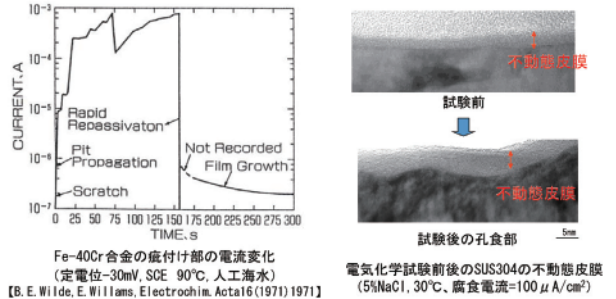 10⁻³
10⁻⁴
10⁻⁵
10⁻⁶
10⁻⁷
CURRENT, A
Rapid
Repassivaton
Pit
Propagation
Not Recorded
Film Growth
Scratch
0 25 50 75 100 125 150 175 200 225 250 275 300
TIME, s
Fe-40Cr合金の疵付け部の電流変化
(定電位-30mV, SCE 90℃, 人工海水)
【B. E. Wilde, E. Willams, Electrochim. Acta16 (1971) 1971】
不動態皮膜
試験前
不動態皮膜
試験後の孔食部
5nm
電気化学試験前後のSUS304の不動態皮膜
(5%NaCl, 30℃、腐食電流=100μA/cm²)